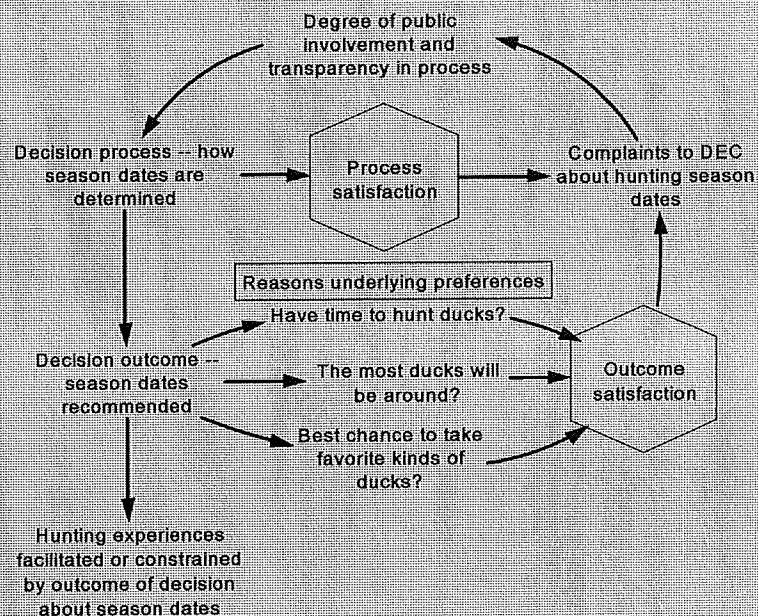 Degree of public
involvement and
transparency in process
Decision process -- how
season dates are
determined
Process
satisfaction
Complaints to DEC
about hunting season
dates
Reasons underlying preferences
Have time to hunt ducks?
Decision outcome --
season dates
recommended
The most ducks will
be around?
Outcome
satisfaction
Best chance to take
favorite kinds of
ducks?
Hunting experiences
facilitated or constrained
by outcome of decision
about season dates